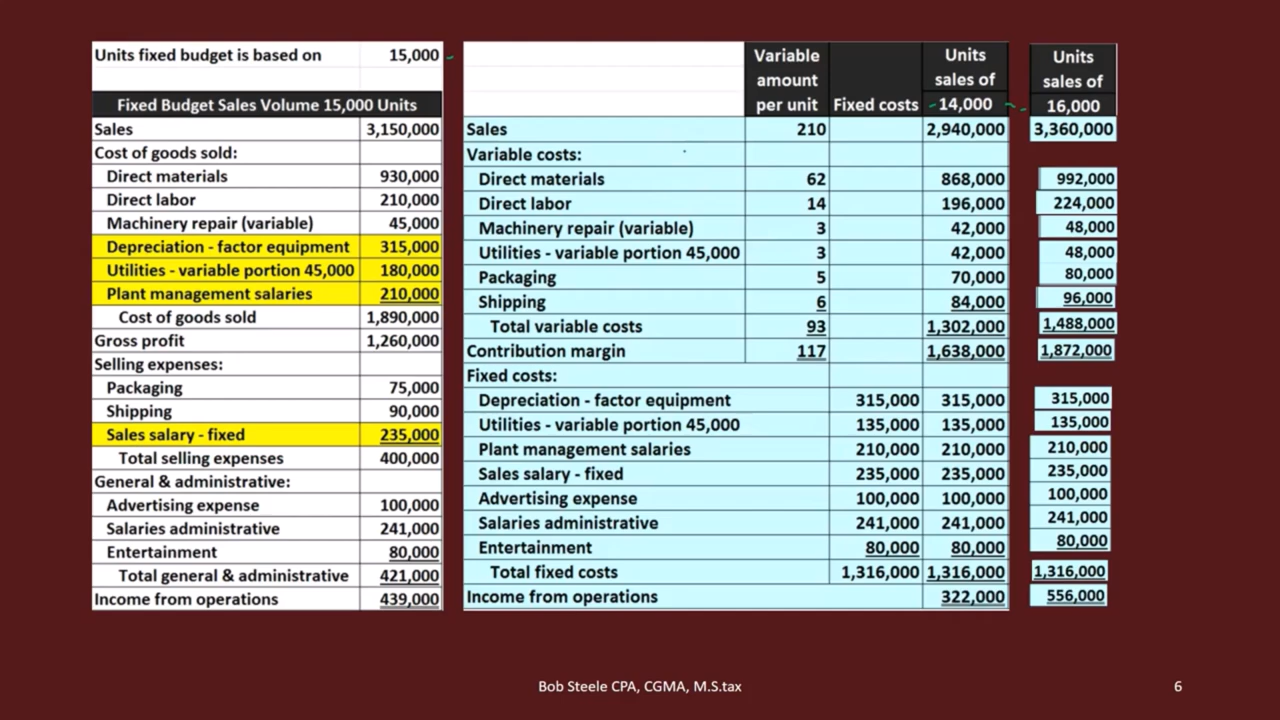 Units fixed budget is based on 15,000
Fixed Budget Sales Volume 15,000 Units
Sales 3,150,000
Cost of goods sold:
Direct materials 930,000
Direct labor 210,000
Machinery repair (variable) 45,000
Depreciation - factor equipment 315,000
Utilities - variable portion 45,000 180,000
Plant management salaries 210,000
Cost of goods sold 1,890,000
Gross profit 1,260,000
Selling expenses:
Packaging 75,000
Shipping 90,000
Sales salary - fixed 235,000
Total selling expenses 400,000
General & administrative:
Advertising expense 100,000
Salaries administrative 241,000
Entertainment 80,000
Total general & administrative 421,000
Income from operations 439,000
Variable Units Units
amount sales of sales of
per unit Fixed costs 14,000 16,000
Sales 210 2,940,000 3,360,000
Variable costs:
Direct materials 62 868,000 992,000
Direct labor 14 196,000 224,000
Machinery repair (variable) 3 42,000 48,000
Utilities - variable portion 45,000 3 42,000 48,000
Packaging 5 70,000 80,000
Shipping 6 84,000 96,000
Total variable costs 93 1,302,000 1,488,000
Contribution margin 117 1,638,000 1,872,000
Fixed costs:
Depreciation - factor equipment 315,000 315,000 315,000
Utilities - variable portion 45,000 135,000 135,000 135,000
Plant management salaries 210,000 210,000 210,000
Sales salary - fixed 235,000 235,000 235,000
Advertising expense 100,000 100,000 100,000
Salaries administrative 241,000 241,000 241,000
Entertainment 80,000 80,000 80,000
Total fixed costs 1,316,000 1,316,000 1,316,000
Income from operations 322,000 556,000
Bob Steele CPA, CGMA, M.S.tax
6